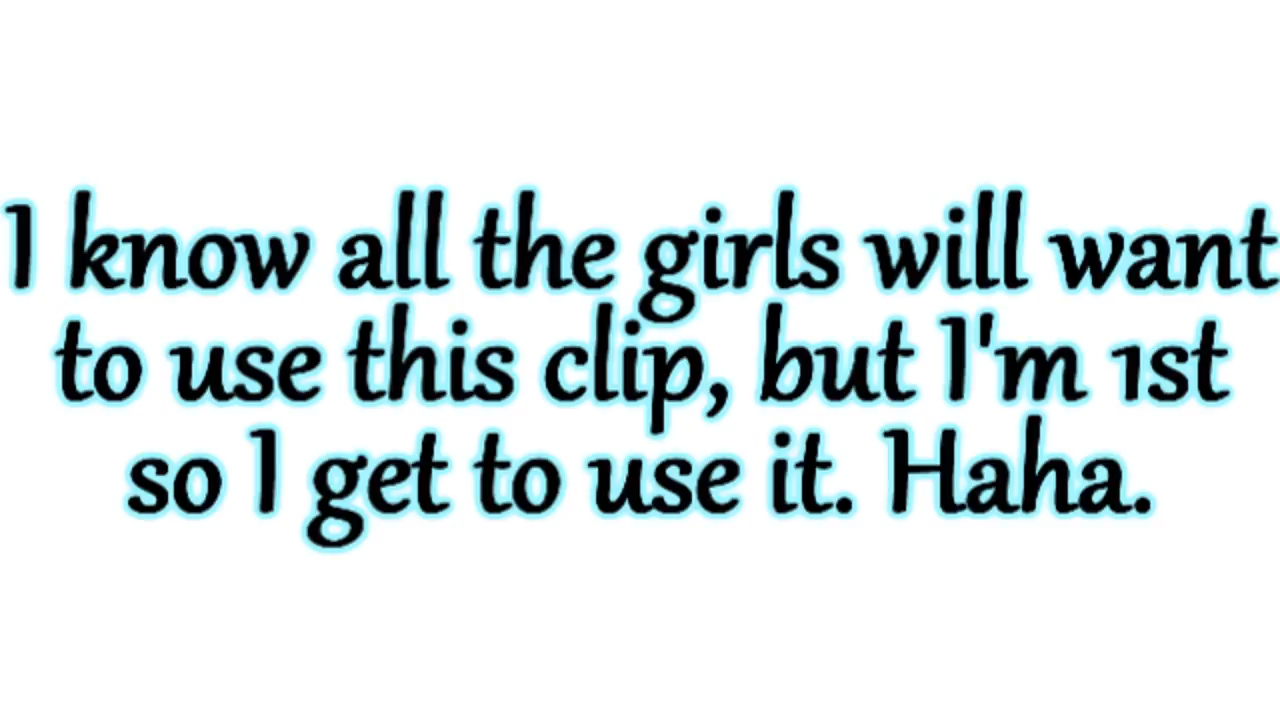 I know all the girls will want
to use this clip, but I'm 1st
so I get to use it. Haha.